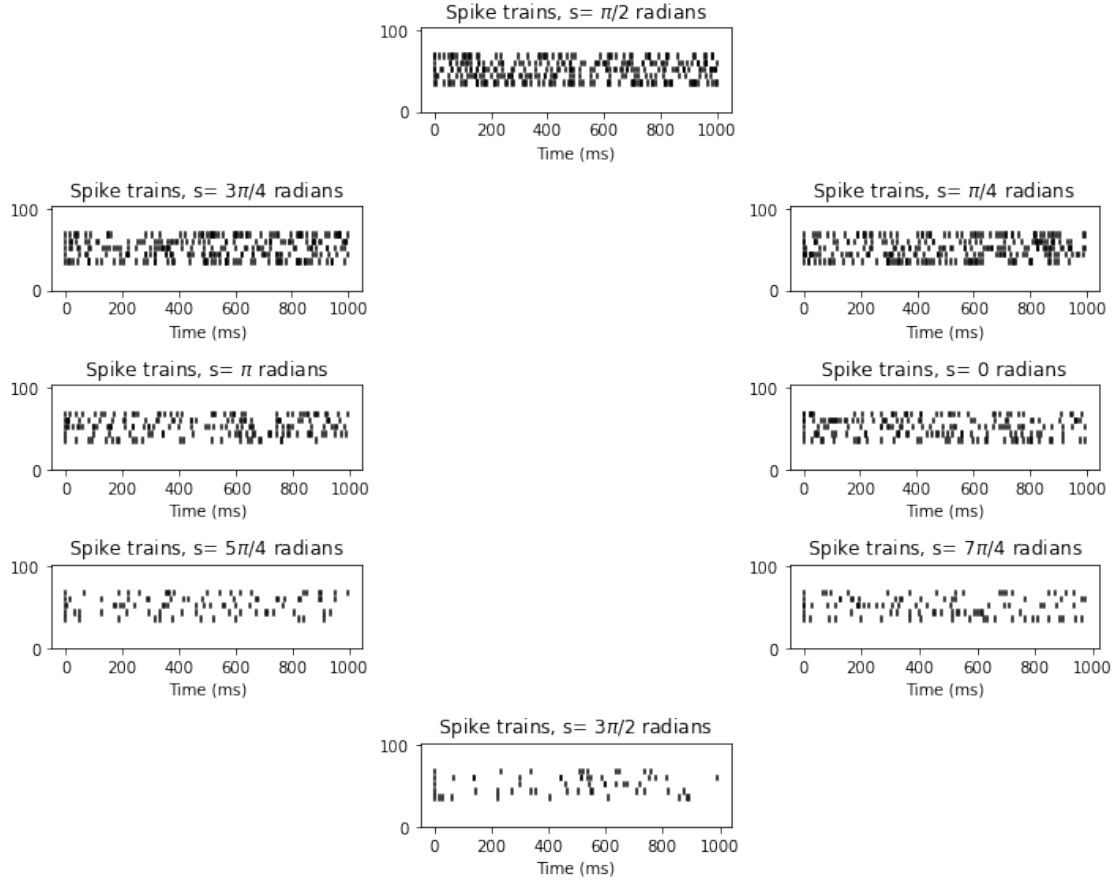 Spike trains, s= π/2 radians
100
0
0 200 400 600 800 1000
Time (ms)
Spike trains, s= 3π/4 radians
100
0
0 200 400 600 800 1000
Time (ms)
Spike trains, s= π/4 radians
100
0
0 200 400 600 800 1000
Time (ms)
Spike trains, s= π radians
100
0
0 200 400 600 800 1000
Time (ms)
Spike trains, s= 0 radians
100
0
0 200 400 600 800 1000
Time (ms)
Spike trains, s= 5π/4 radians
100
0
0 200 400 600 800 1000
Time (ms)
Spike trains, s= 7π/4 radians
100
0
0 200 400 600 800 1000
Time (ms)
Spike trains, s= 3π/2 radians
100
0
0 200 400 600 800 1000
Time (ms)